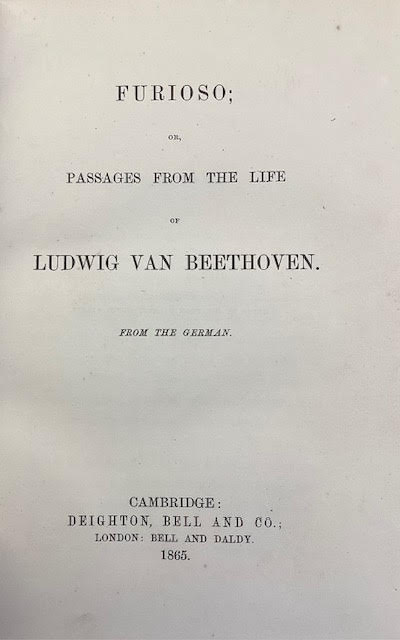 FURIOSO;
OR,
PASSAGES FROM THE LIFE
OF
LUDWIG VAN BEETHOVEN.
FROM THE GERMAN.
CAMBRIDGE:
DEIGHTON, BELL AND CO.;
LONDON: BELL AND DALDY.
1865.